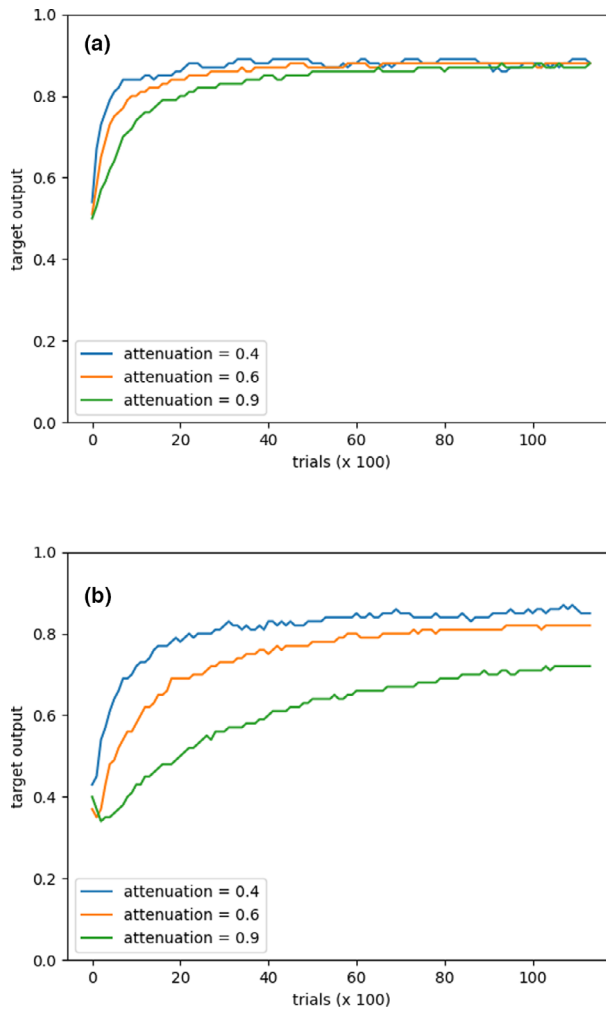 1.0
(a)
0.8
0.6
target output
0.4
0.2
attenuation = 0.4
attenuation = 0.6
attenuation = 0.9
0.0
0 20 40 60 80 100
trials (x 100)
1.0
(b)
0.8
0.6
target output
0.4
0.2
attenuation = 0.4
attenuation = 0.6
attenuation = 0.9
0.0
0 20 40 60 80 100
trials (x 100)